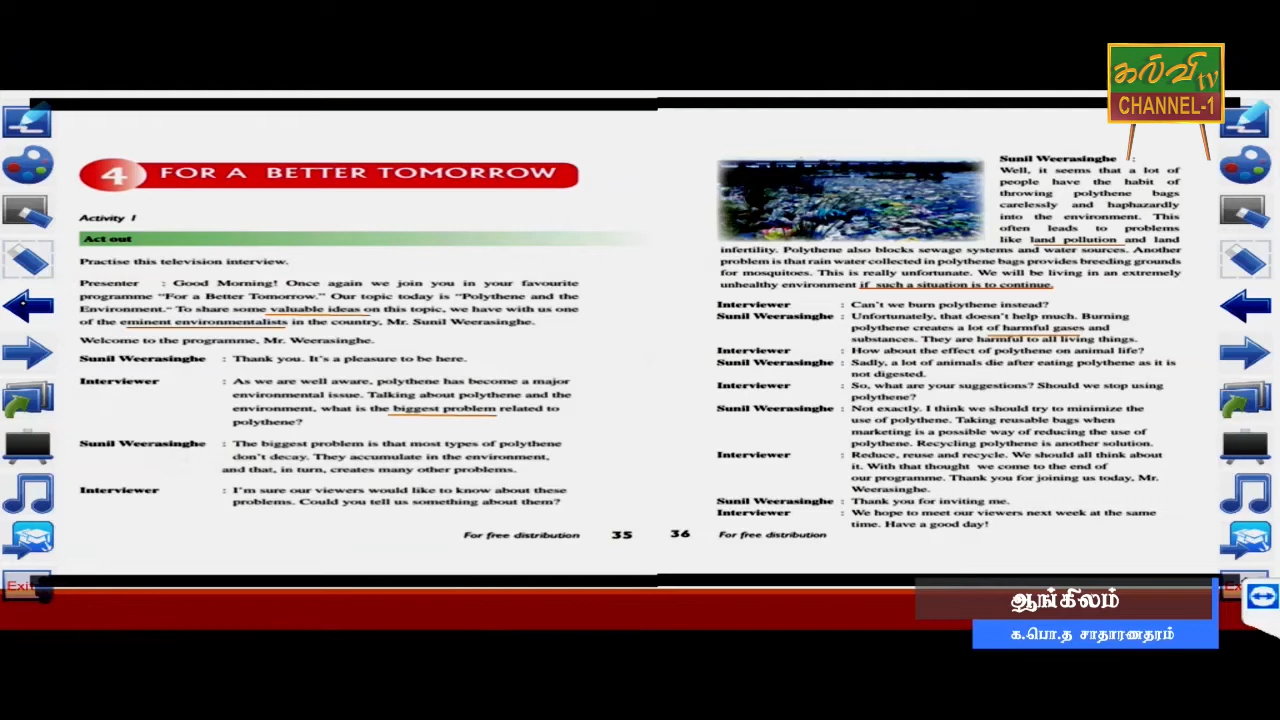 கல்வி tv
CHANNEL-1
4 FOR A BETTER TOMORROW
Activity 1
Act out
Practise this television interview.
Presenter : Good Morning! Once again we join you in your favourite
programme "For a Better Tomorrow." Our topic today is "Polythene and the
Environment." To share some valuable ideas on this topic, we have with us one
of the eminent environmentalists in the country, Mr. Sunil Weerasinghe.
Welcome to the programme, Mr. Weerasinghe.
Sunil Weerasinghe : Thank you. It's a pleasure to be here.
Interviewer : As we are well aware, polythene has become a major
environmental issue. Talking about polythene and the
environment, what is the biggest problem related to
polythene?
Sunil Weerasinghe : The biggest problem is that most types of polythene
don't decay. They accumulate in the environment,
and that, in turn, creates many other problems.
Interviewer : I'm sure our viewers would like to know about these
problems. Could you tell us something about them?
For free distribution 35
Sunil Weerasinghe :
Well, it seems that a lot of
people have the habit of
throwing polythene bags
carelessly and haphazardly
into the environment. This
often leads to problems
like land pollution and land
infertility. Polythene also blocks sewage systems and water sources. Another
problem is that rain water collected in polythene bags provides breeding grounds
for mosquitoes. This is really unfortunate. We will be living in an extremely
unhealthy environment if such a situation is to continue.
Interviewer : Can't we burn polythene instead?
Sunil Weerasinghe : Unfortunately, that doesn't help much. Burning
polythene creates a lot of harmful gases and
substances. They are harmful to all living things.
Interviewer : How about the effect of polythene on animal life?
Sunil Weerasinghe : Sadly, a lot of animals die after eating polythene as it is
not digested.
Interviewer : So, what are your suggestions? Should we stop using
polythene?
Sunil Weerasinghe : Not exactly. I think we should try to minimize the
use of polythene. Taking reusable bags when
marketing is a possible way of reducing the use of
polythene. Recycling polythene is another solution.
Interviewer : Reduce, reuse and recycle. We should all think about
it. With that thought we come to the end of
our programme. Thank you for joining us today, Mr.
Weerasinghe.
Sunil Weerasinghe : Thank you for inviting me.
Interviewer : We hope to meet our viewers next week at the same
time. Have a good day!
36 For free distribution
Exit
ஆங்கிலம்
க.பொ.த சாதாரணதரம்